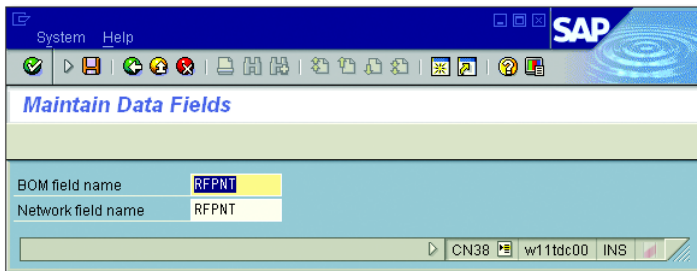 System Help
SAP
Maintain Data Fields
BOM field name RFPNT
Network field name RFPNT
CN38 w11tdc00 INS